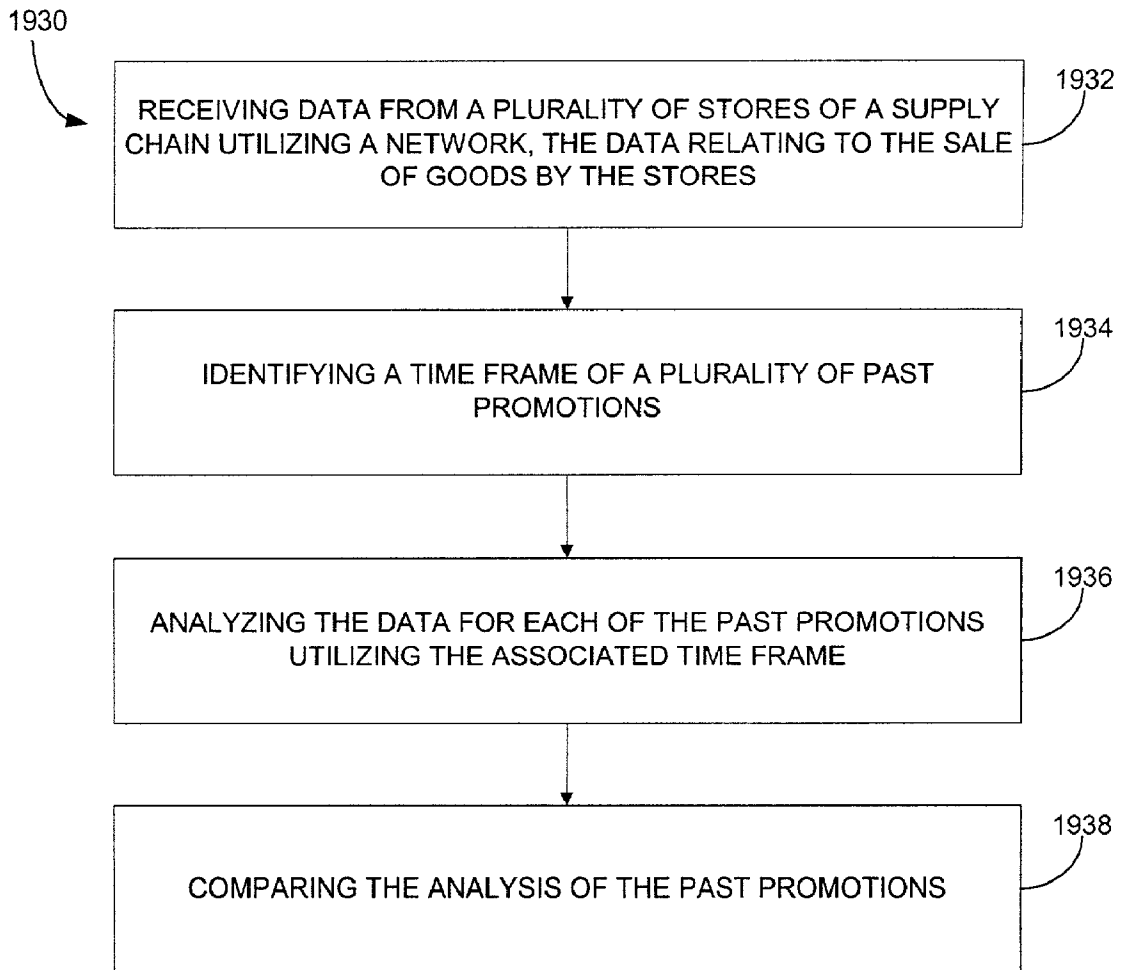 1930
1932
RECEIVING DATA FROM A PLURALITY OF STORES OF A SUPPLY
CHAIN UTILIZING A NETWORK, THE DATA RELATING TO THE SALE
OF GOODS BY THE STORES
1934
IDENTIFYING A TIME FRAME OF A PLURALITY OF PAST
PROMOTIONS
1936
ANALYZING THE DATA FOR EACH OF THE PAST PROMOTIONS
UTILIZING THE ASSOCIATED TIME FRAME
1938
COMPARING THE ANALYSIS OF THE PAST PROMOTIONS